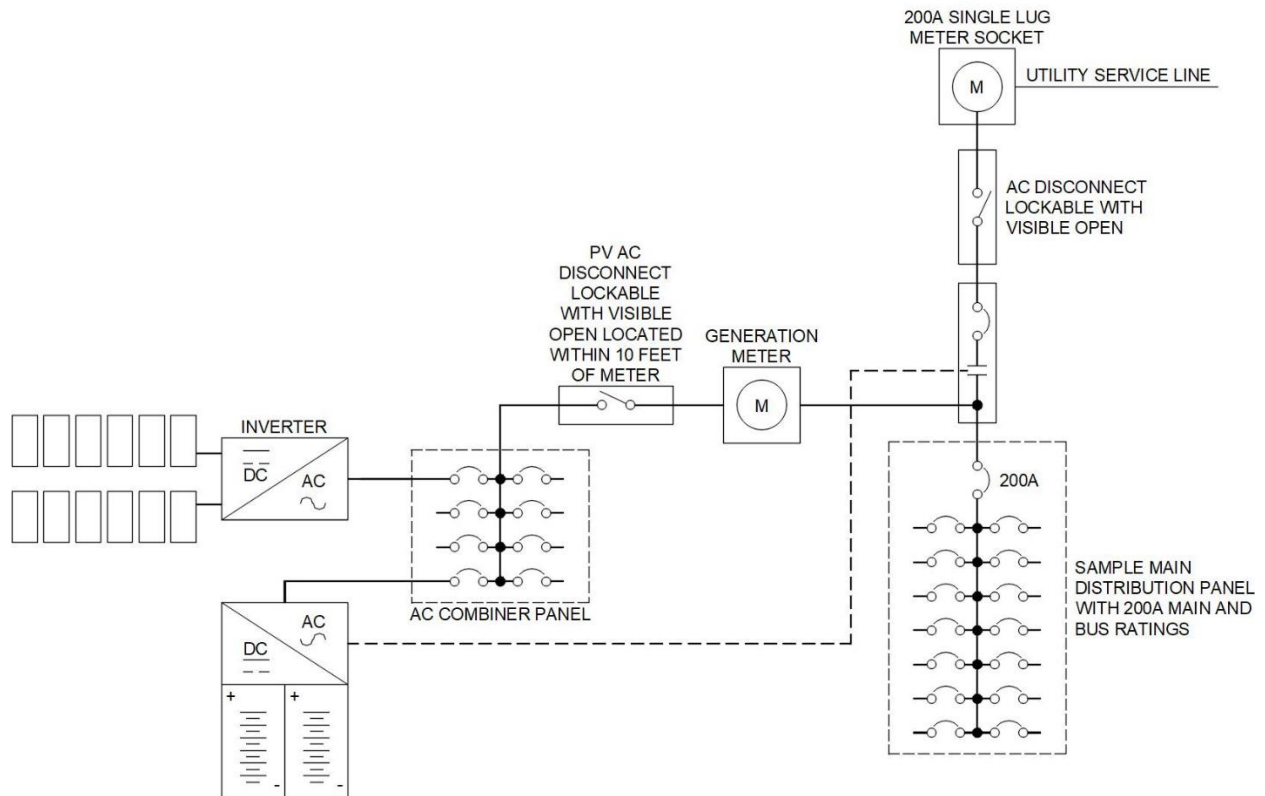 200A SINGLE LUG
METER SOCKET
M
UTILITY SERVICE LINE
AC DISCONNECT
LOCKABLE WITH
VISIBLE OPEN
PV AC
DISCONNECT
LOCKABLE
WITH VISIBLE
OPEN LOCATED
WITHIN 10 FEET
OF METER
GENERATION
METER
M
INVERTER
DC
AC
AC COMBINER PANEL
200A
SAMPLE MAIN
DISTRIBUTION PANEL
WITH 200A MAIN AND
BUS RATINGS
AC
DC
+ +
- -